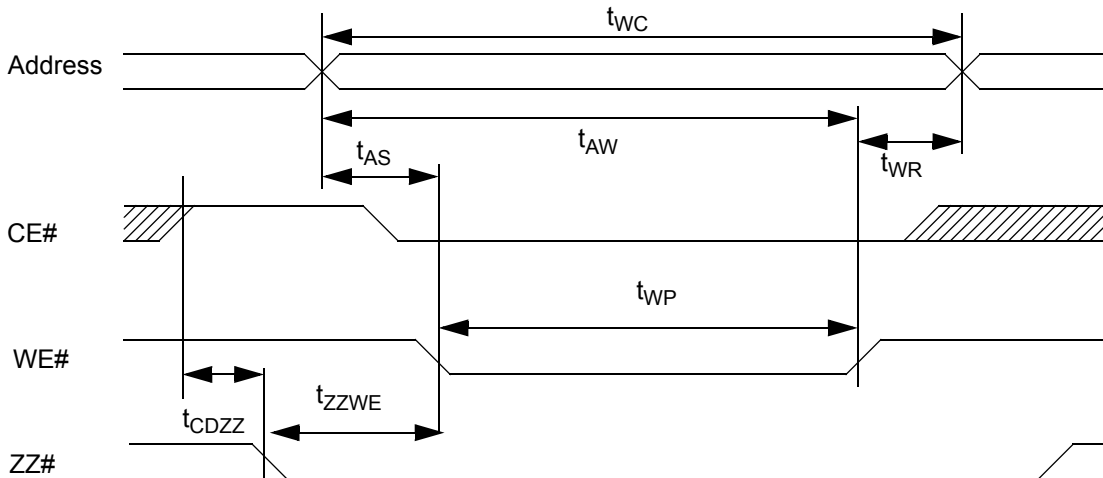 tWC
Address
tAW
tAS
tWR
CE#
tWP
WE#
tZZWE
tCDZZ
ZZ#